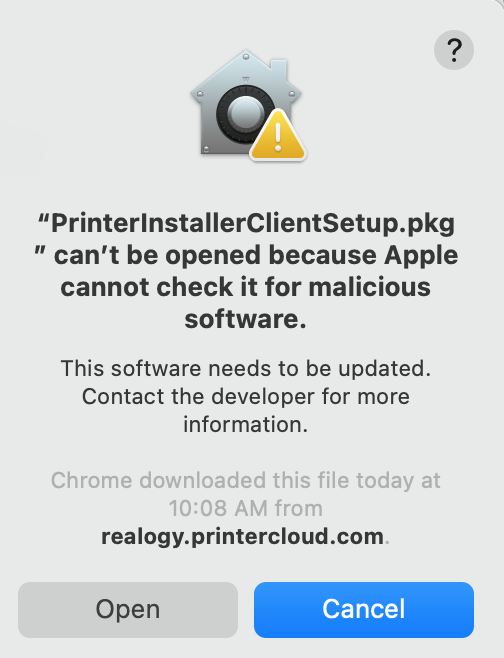 ?
“PrinterInstallerClientSetup.pkg
” can’t be opened because Apple
cannot check it for malicious
software.
This software needs to be updated.
Contact the developer for more
information.
Chrome downloaded this file today at
10:08 AM from
realogy.printercloud.com.
Open
Cancel